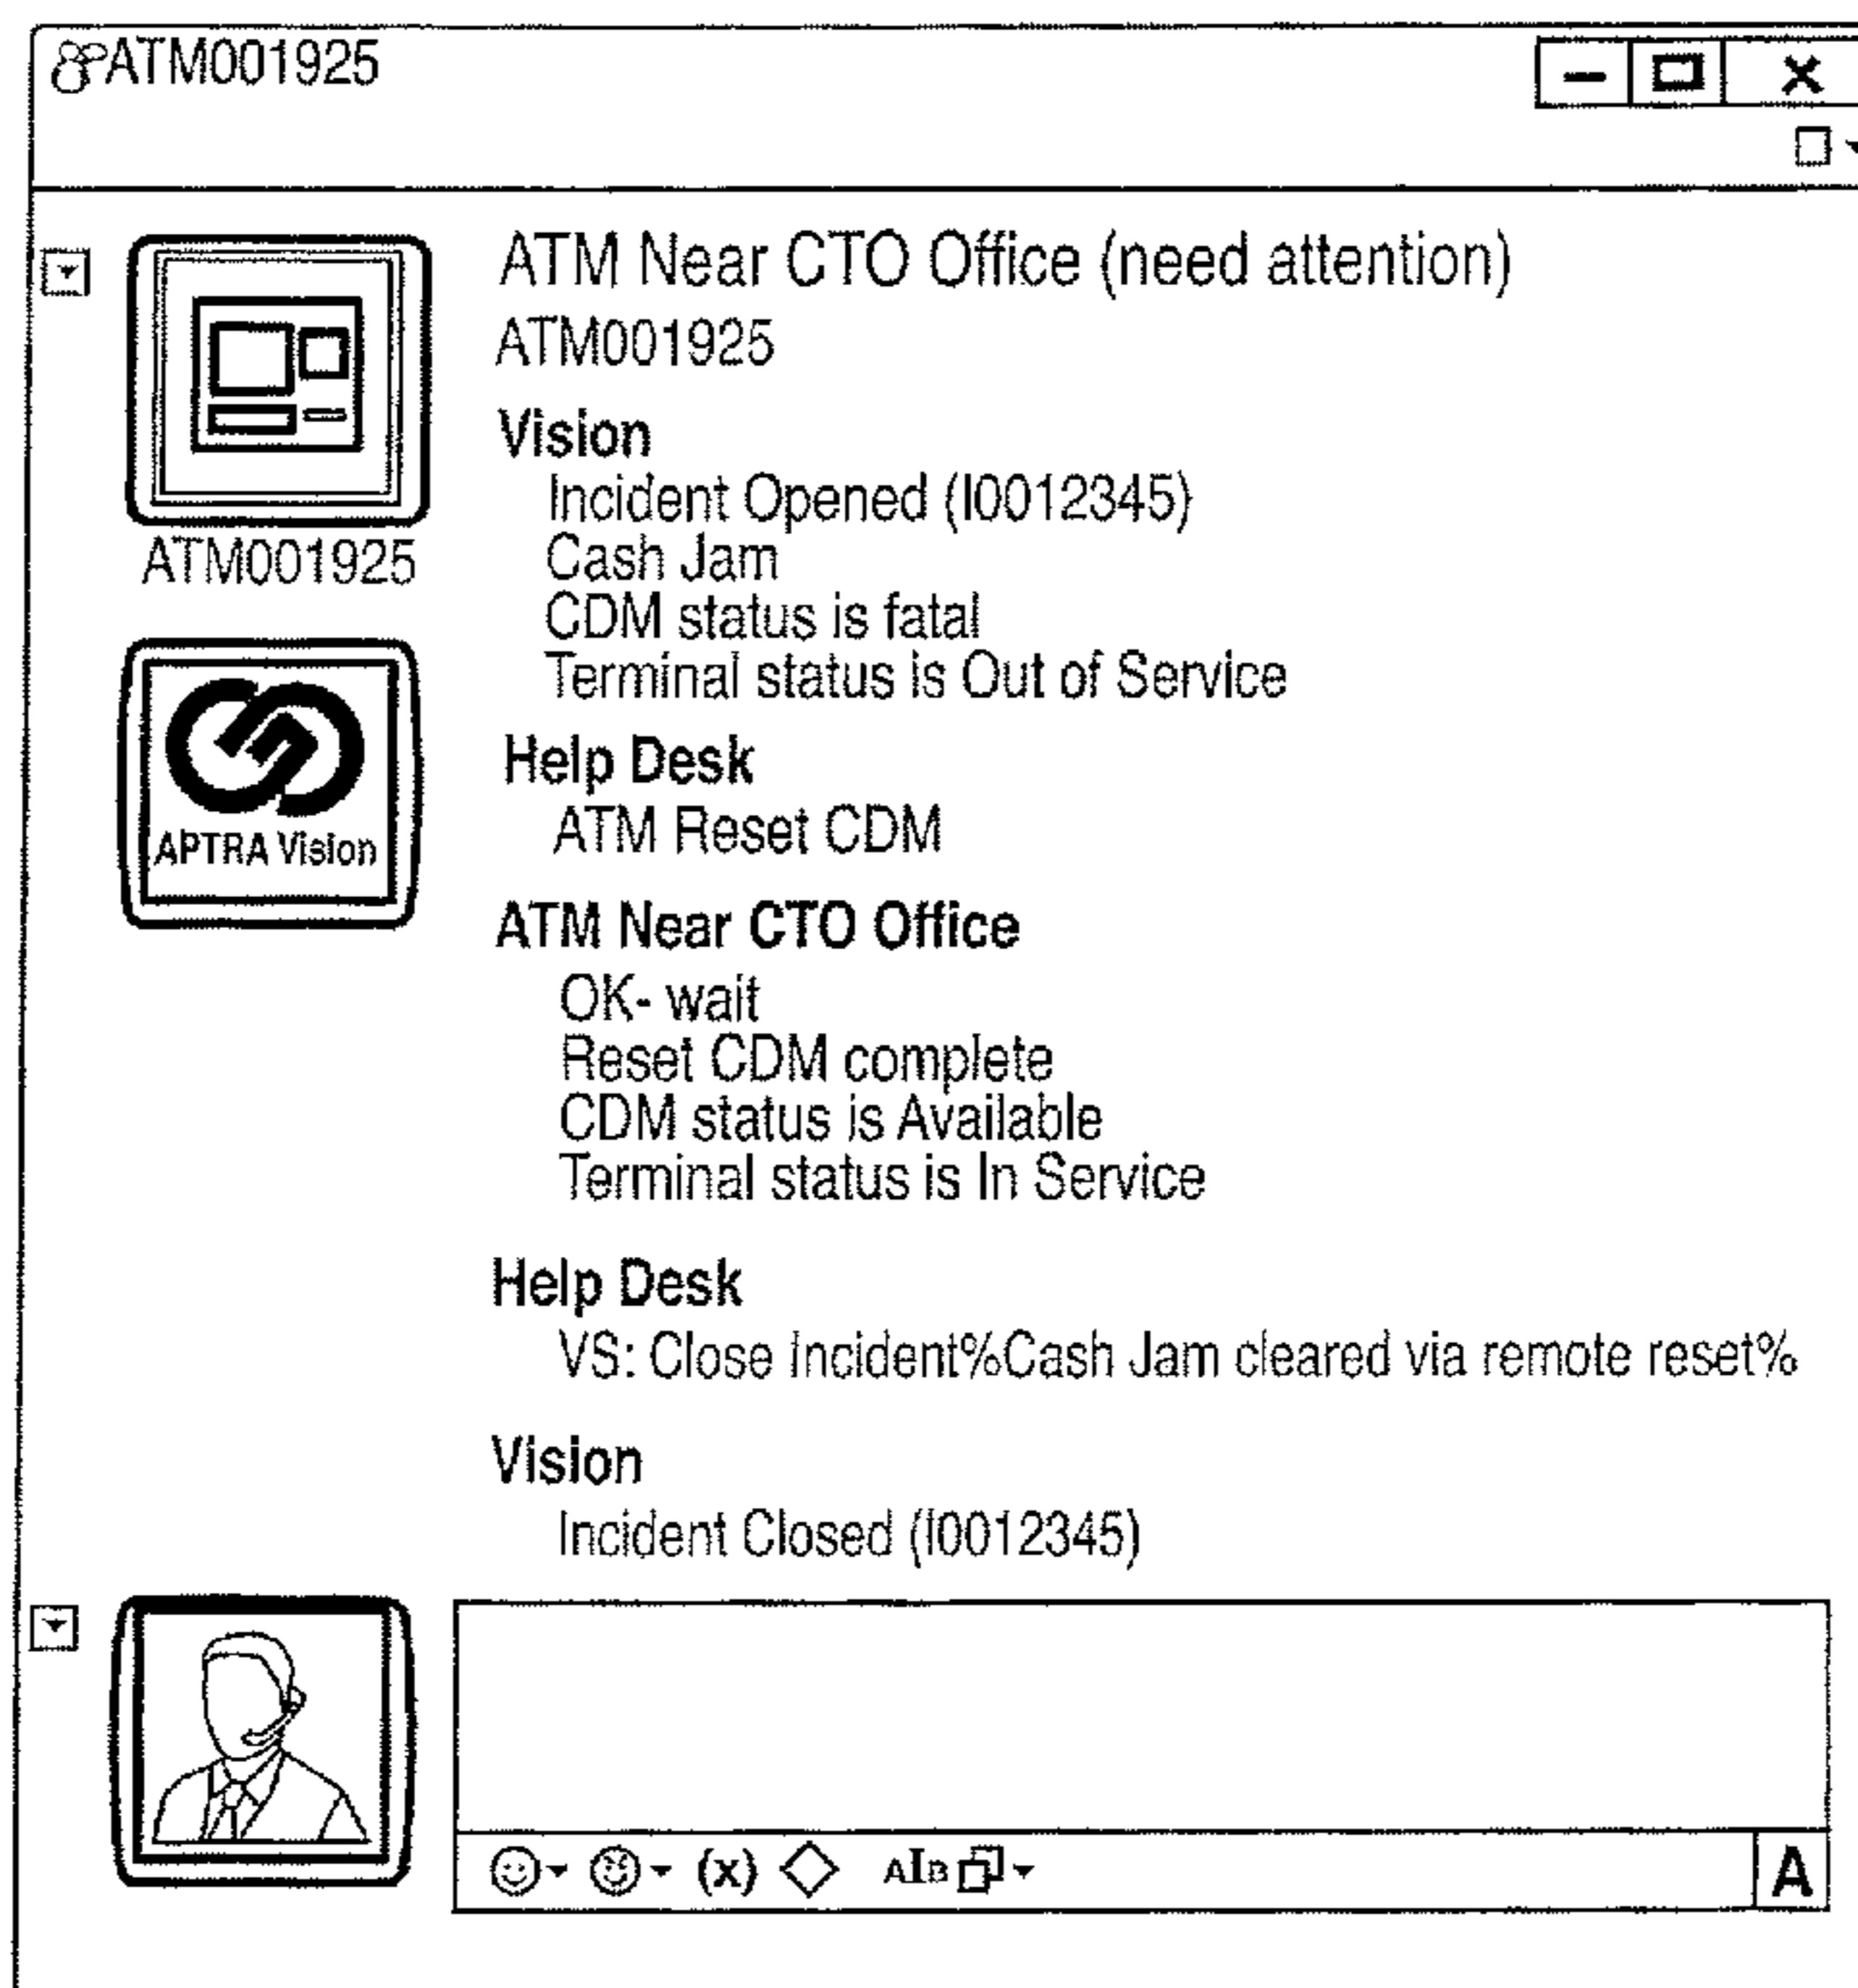 ATM001925
ATM Near CTO Office (need attention)
ATM001925
Vision
Incident Opened (I0012345)
Cash Jam
CDM status is fatal
Terminal status is Out of Service
ATM001925
APTRA Vision
Help Desk
ATM Reset CDM
ATM Near CTO Office
OK- wait
Reset CDM complete
CDM status is Available
Terminal status is In Service
Help Desk
VS: Close Incident%Cash Jam cleared via remote reset%
Vision
Incident Closed (I0012345)
(x)
AIB
A